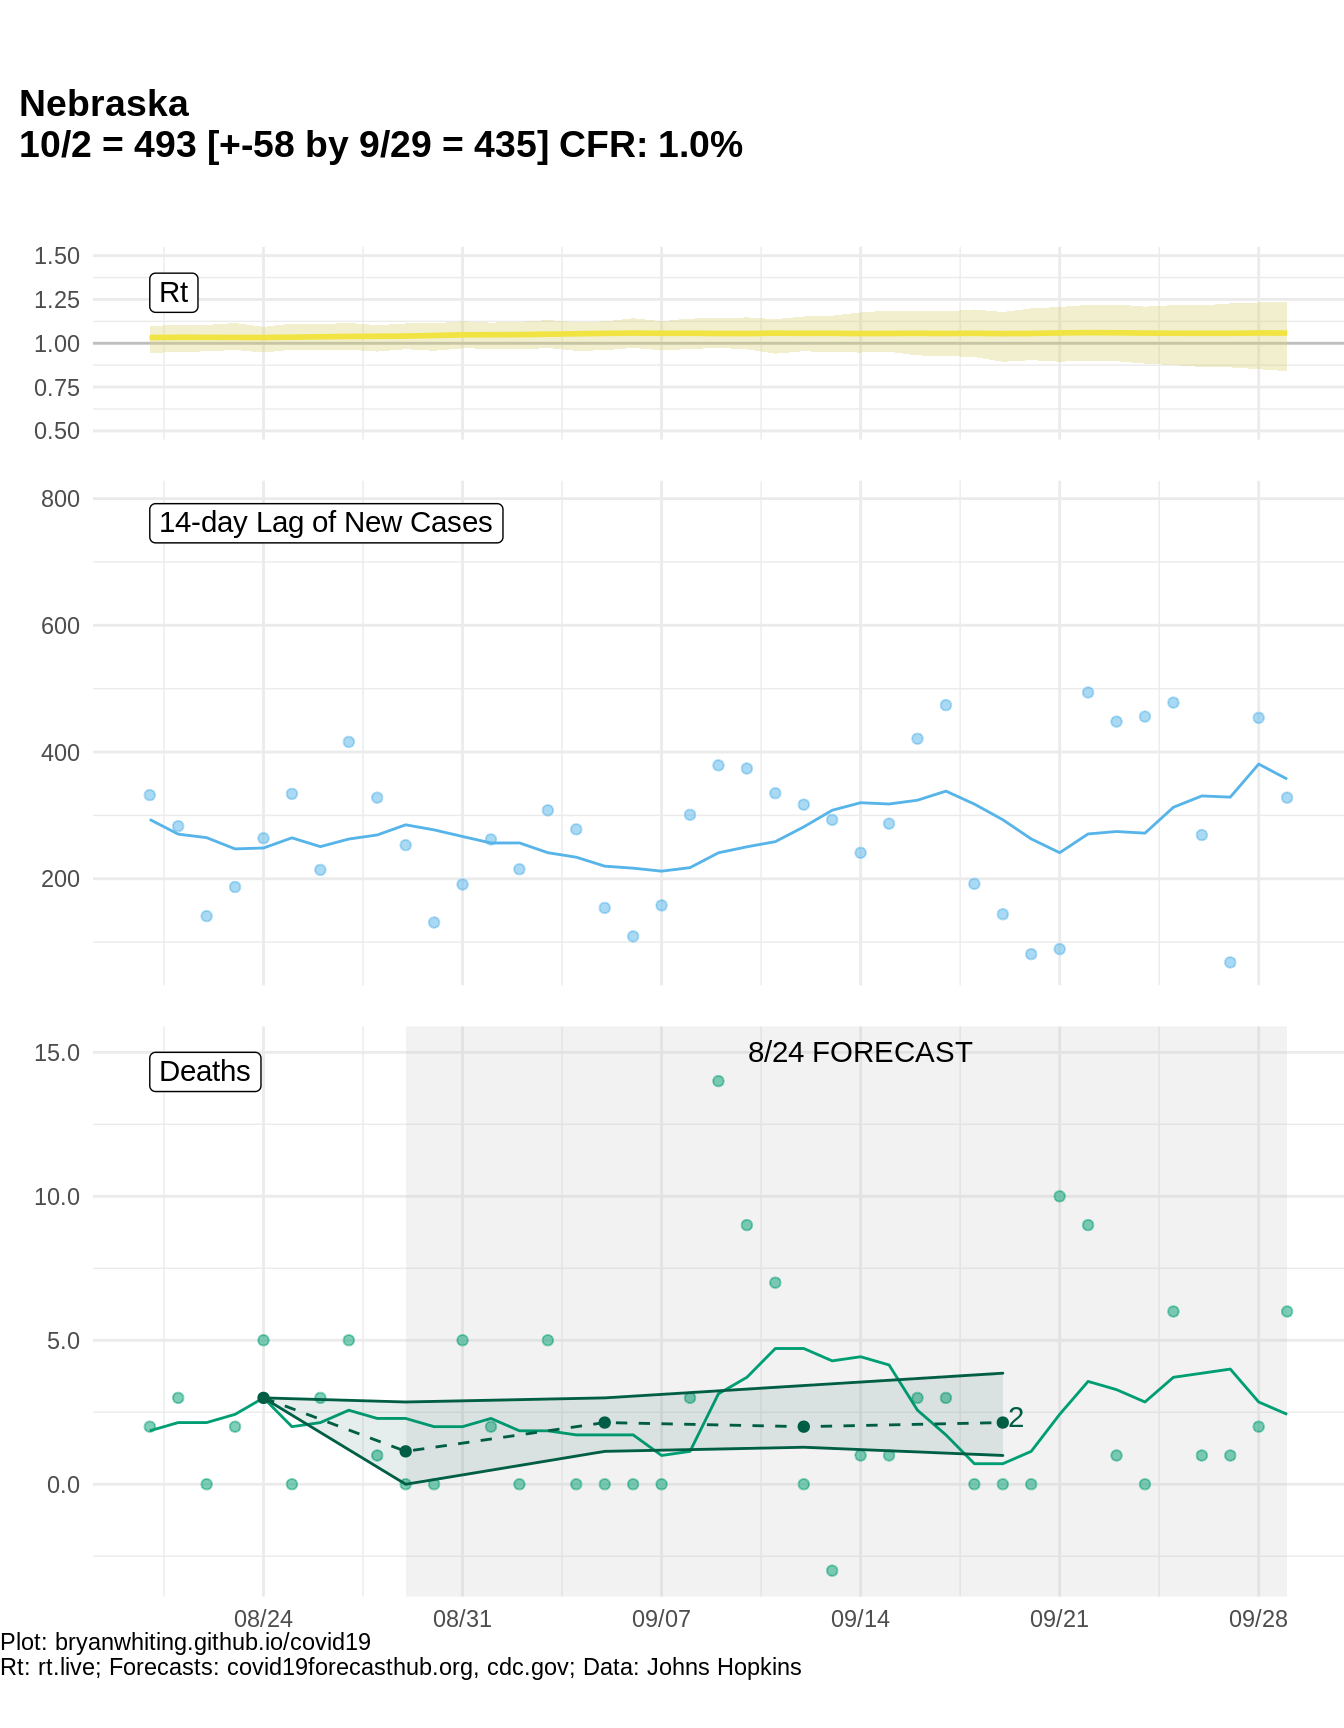 Nebraska
10/2 = 493 [+-58 by 9/29 = 435] CFR: 1.0%
1.50
Rt
1.25
1.00
0.75
0.50
800
14-day Lag of New Cases
600
400
200
15.0
8/24 FORECAST
Deaths
10.0
5.0
2
0.0
08/24 08/31 09/07 09/14 09/21 09/28
Plot: bryanwhiting.github.io/covid19
Rt: rt.live; Forecasts: covid19forecasthub.org, cdc.gov; Data: Johns Hopkins